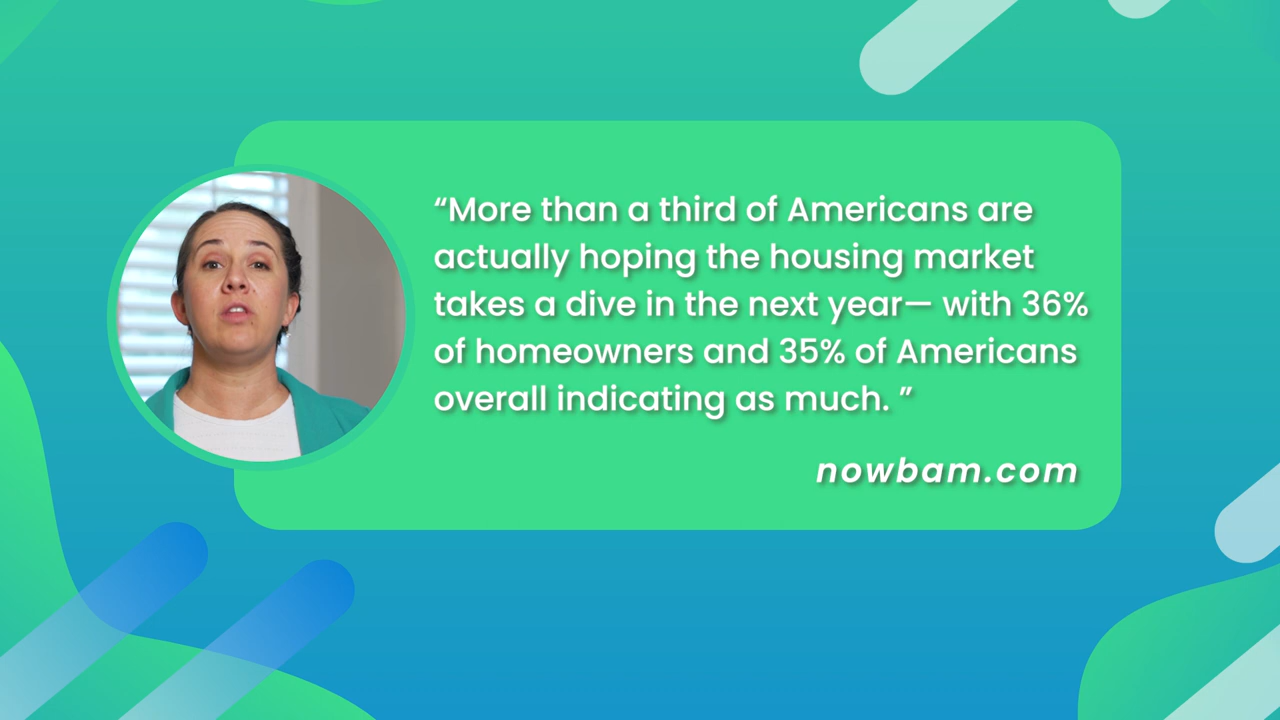 “More than a third of Americans are
actually hoping the housing market
takes a dive in the next year— with 36%
of homeowners and 35% of Americans
overall indicating as much. ”
nowbam.com